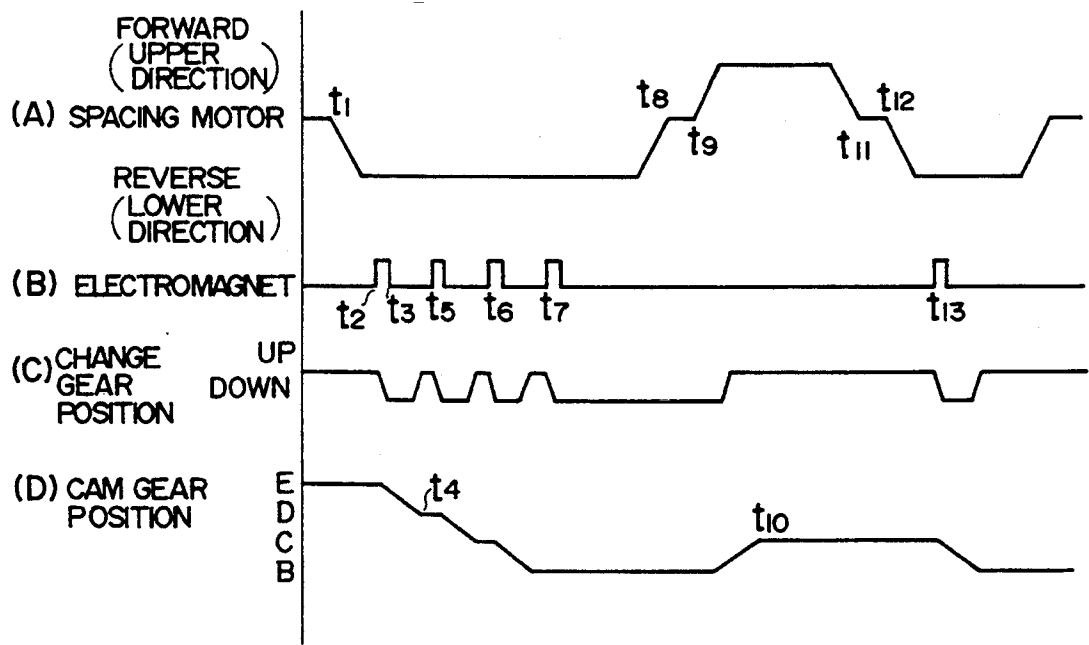 FORWARD
(UPPER
DIRECTION)
(A) SPACING MOTOR
REVERSE
(LOWER
DIRECTION)
t1
t8
t9
t12
t11
(B) ELECTROMAGNET
t2
t3
t5
t6
t7
t13
(C) CHANGE
GEAR
POSITION
UP
DOWN
(D) CAM GEAR
POSITION
E
D
C
B
t4
t10